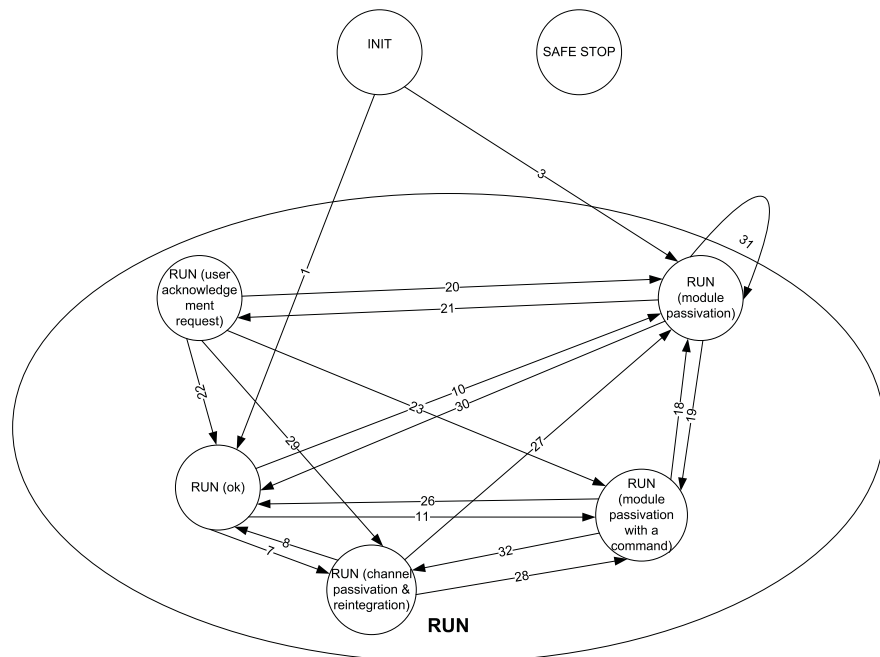 INIT
SAFE STOP
3
31
1
RUN (user
acknowledge
ment
request)
20
21
RUN
(module
passivation)
22
10
23
30
18
19
29
27
RUN (ok)
RUN
(module
passivation
with a
command)
26
11
8
7
32
28
RUN (channel
passivation &
reintegration)
RUN